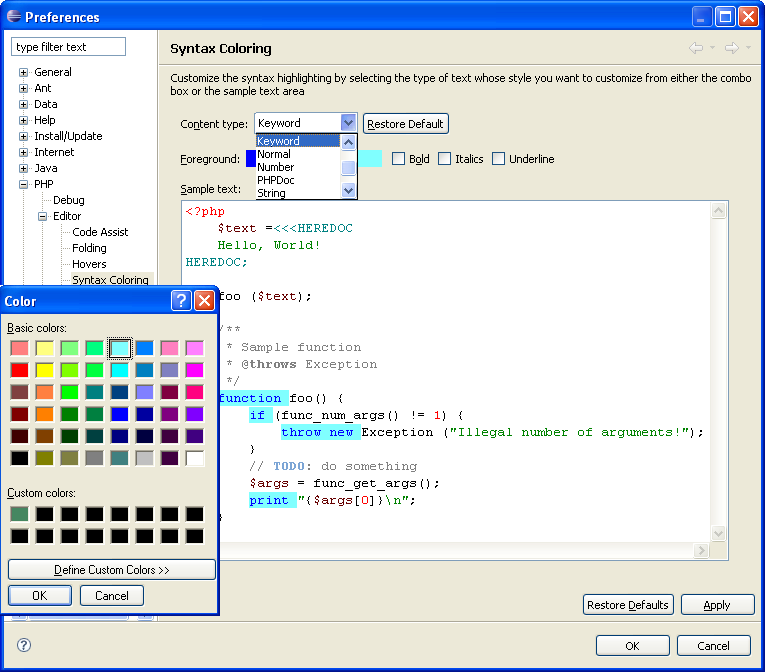 Preferences
type filter text
Syntax Coloring
General
Ant
Data
Help
Install/Update
Internet
Java
PHP
Debug
Editor
Code Assist
Folding
Hovers
Syntax Coloring
Customize the syntax highlighting by selecting the type of text whose style you want to customize from either the combo
box or the sample text area
Content type: Keyword Restore Default
Keyword
Normal
Number
PHPDoc
String
Foreground: Bold Italics Underline
Sample text:
<?php
$text =<<<HEREDOC
Hello, World!
HEREDOC;
foo ($text);
/**
* Sample function
* @throws Exception
*/
function foo() {
if (func_num_args() != 1) {
throw new Exception ("Illegal number of arguments!");
}
// TODO: do something
$args = func_get_args();
print "{$args[0]}\n";
}
Color
Basic colors:
Custom colors:
Define Custom Colors >>
OK Cancel
Restore Defaults Apply
OK Cancel